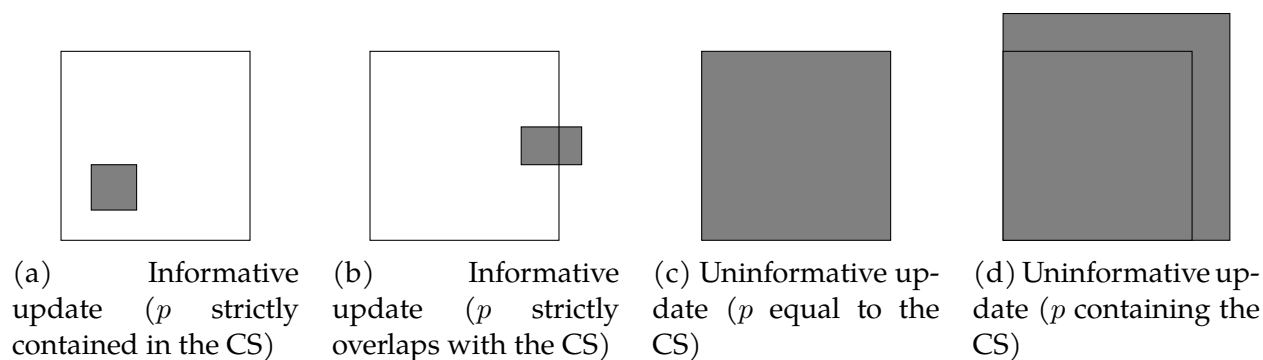 (a) Informative
update (p strictly
contained in the CS)
(b) Informative
update (p strictly
overlaps with the CS)
(c) Uninformative up-
date (p equal to the
CS)
(d) Uninformative up-
date (p containing the
CS)